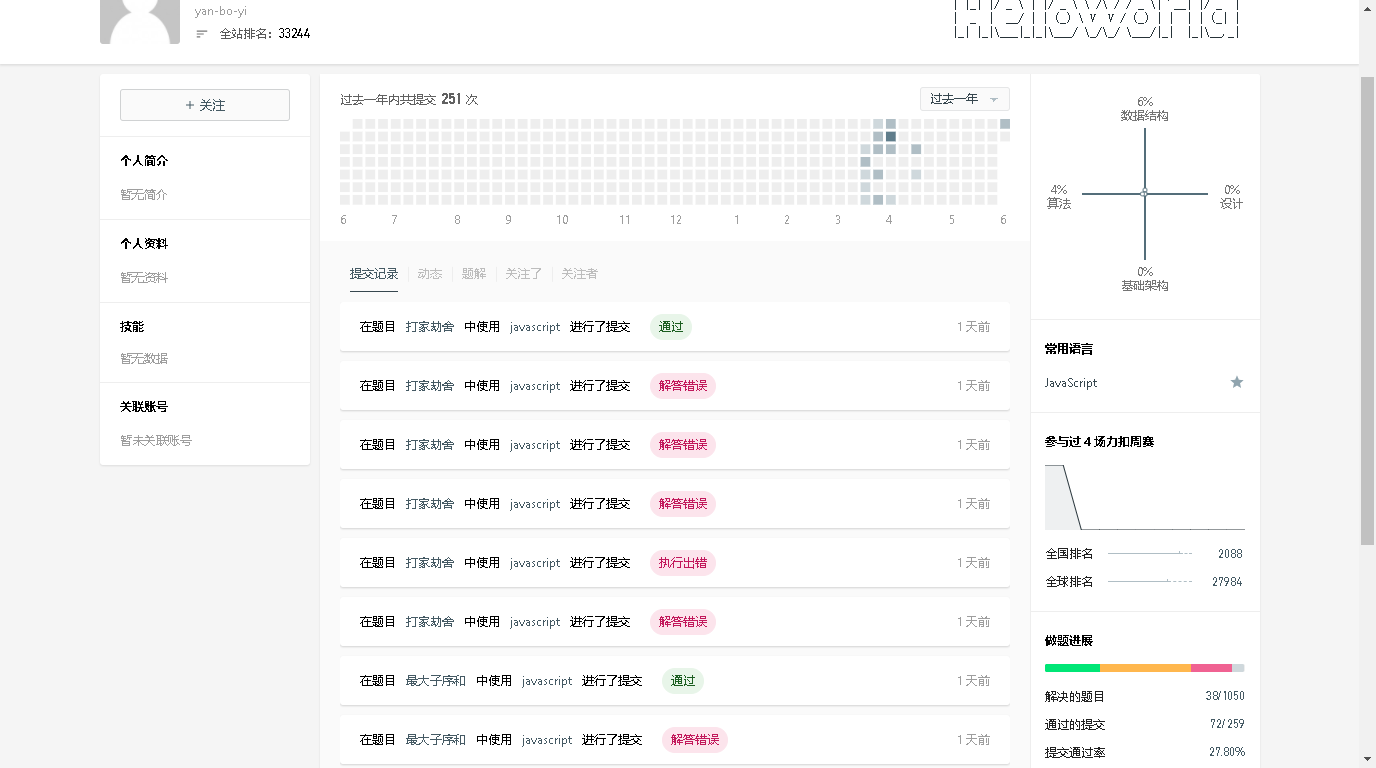 yan-bo-yi
全站排名：33244
HelloWorld
+ 关注
个人简介
暂无简介
个人资料
暂无资料
技能
暂无数据
关联账号
暂未关联账号
过去一年内共提交 251 次
过去一年
6 7 8 9 10 11 12 1 2 3 4 5 6
提交记录 动态 题解 关注了 关注者
在题目 打家劫舍 中使用 javascript 进行了提交 通过 1 天前
在题目 打家劫舍 中使用 javascript 进行了提交 解答错误 1 天前
在题目 打家劫舍 中使用 javascript 进行了提交 解答错误 1 天前
在题目 打家劫舍 中使用 javascript 进行了提交 解答错误 1 天前
在题目 打家劫舍 中使用 javascript 进行了提交 执行出错 1 天前
在题目 打家劫舍 中使用 javascript 进行了提交 解答错误 1 天前
在题目 最大子序和 中使用 javascript 进行了提交 通过 1 天前
在题目 最大子序和 中使用 javascript 进行了提交 解答错误 1 天前
6%
数据结构
4%
算法
0%
设计
0%
基础架构
常用语言
JavaScript
参与过 4 场力扣周赛
全国排名 2088
全球排名 27984
做题进展
解决的题目 38/1050
通过的提交 72/259
提交通过率 27.80%